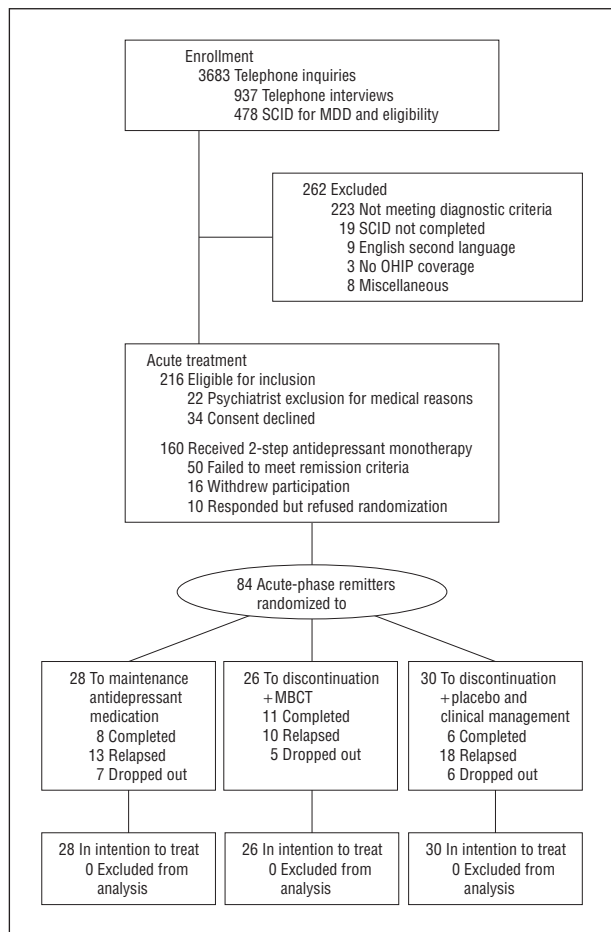 Enrollment
3683 Telephone inquiries
937 Telephone interviews
478 SCID for MDD and eligibility
262 Excluded
223 Not meeting diagnostic criteria
19 SCID not completed
9 English second language
3 No OHIP coverage
8 Miscellaneous
Acute treatment
216 Eligible for inclusion
22 Psychiatrist exclusion for medical reasons
34 Consent declined
160 Received 2-step antidepressant monotherapy
50 Failed to meet remission criteria
16 Withdrew participation
10 Responded but refused randomization
84 Acute-phase remitters
randomized to
28 To maintenance
antidepressant
medication
8 Completed
13 Relapsed
7 Dropped out
26 To discontinuation
+MBCT
11 Completed
10 Relapsed
5 Dropped out
30 To discontinuation
+placebo and
clinical management
6 Completed
18 Relapsed
6 Dropped out
28 In intention to treat
0 Excluded from
analysis
26 In intention to treat
0 Excluded from
analysis
30 In intention to treat
0 Excluded from
analysis